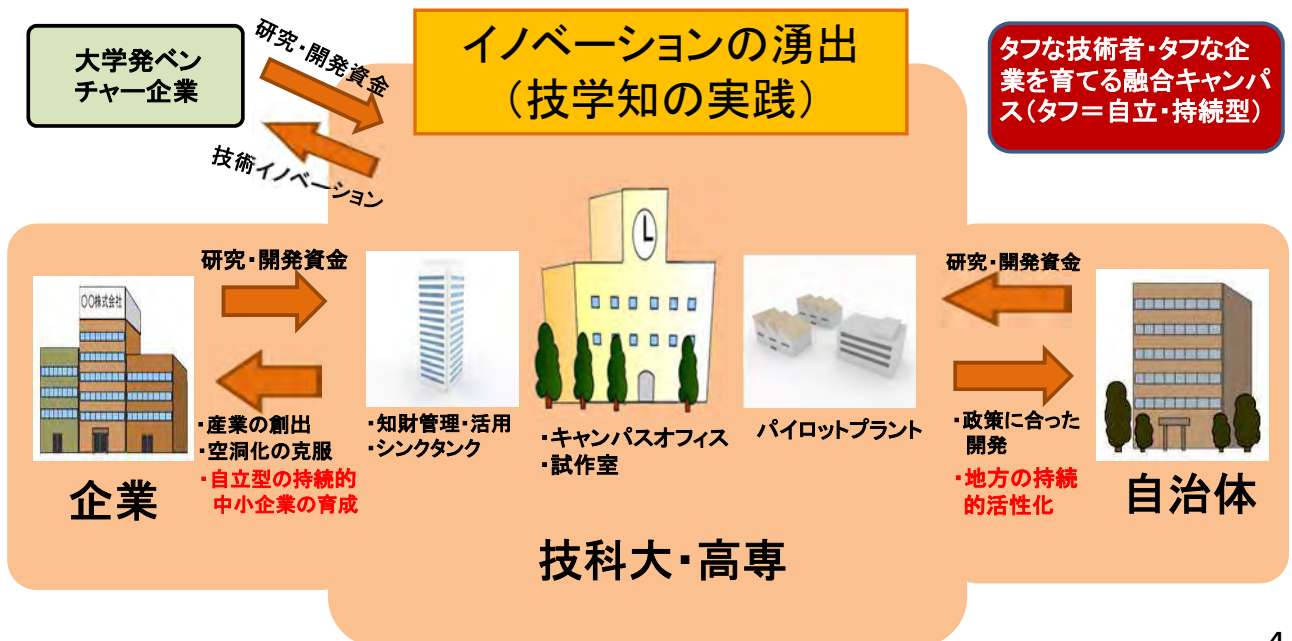 大学発ベン
チャー企業
研究・開発資金
技術イノベーション
イノベーションの湧出
（技学知の実践）
タフな技術者・タフな企
業を育てる融合キャンパ
ス（タフ＝自立・持続型）
研究・開発資金
〇〇株式会社
・産業の創出
・空洞化の克服
・自立型の持続的
中小企業の育成
企業
・知財管理・活用
・シンクタンク
・キャンパスオフィス
・試作室
パイロットプラント
技科大・高専
研究・開発資金
・政策に合った
開発
・地方の持続
的活性化
自治体
4